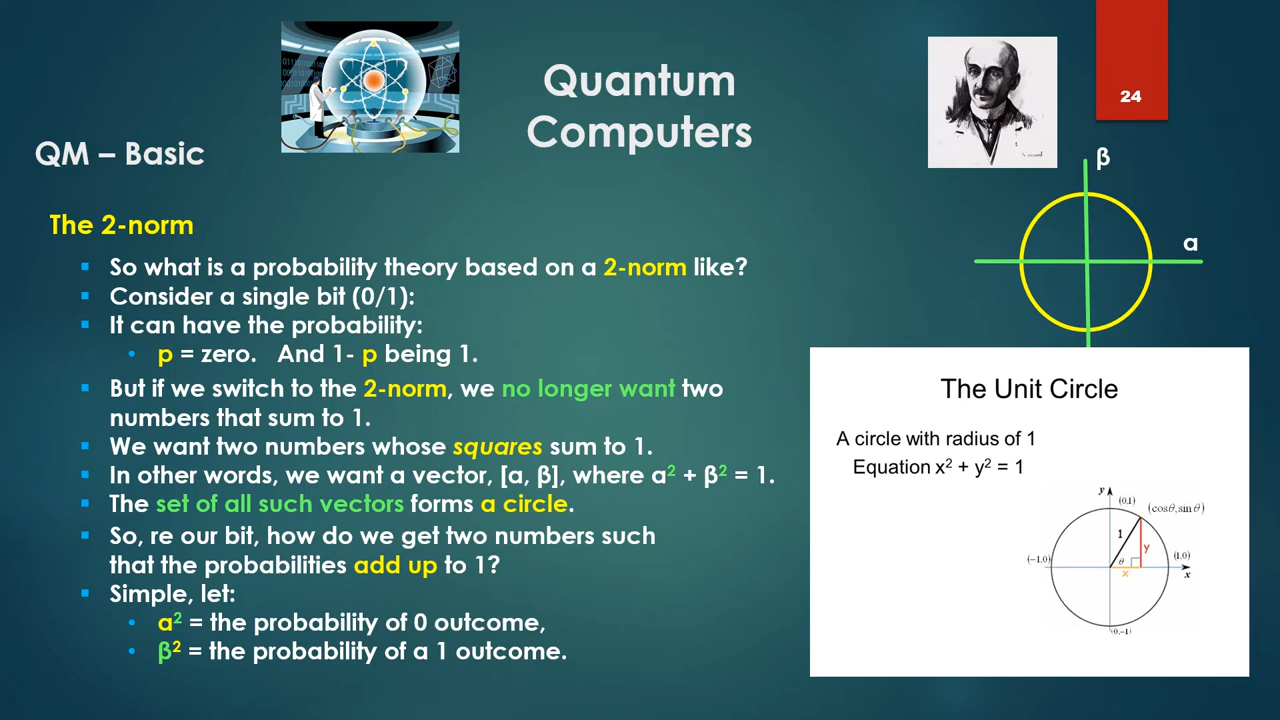 Quantum
Computers
24
QM – Basic
The 2-norm
▪ So what is a probability theory based on a 2-norm like?
▪ Consider a single bit (0/1):
▪ It can have the probability:
• p = zero. And 1- p being 1.
▪ But if we switch to the 2-norm, we no longer want two
numbers that sum to 1.
▪ We want two numbers whose squares sum to 1.
▪ In other words, we want a vector, [α, β], where α² + β² = 1.
▪ The set of all such vectors forms a circle.
▪ So, re our bit, how do we get two numbers such
that the probabilities add up to 1?
▪ Simple, let:
• α² = the probability of 0 outcome,
• β² = the probability of a 1 outcome.
β
α
The Unit Circle
A circle with radius of 1
Equation x² + y² = 1
y
(0,1)
(cosθ,sinθ)
1
y
(-1,0)
θ
(1,0)
x
x
(0,-1)